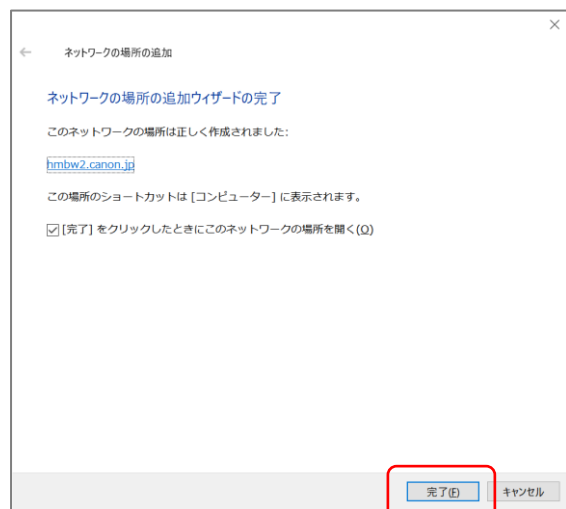 ネットワークの場所の追加
ネットワークの場所の追加ウィザードの完了
このネットワークの場所は正しく作成されました:
hmbw2.canon.jp
この場所のショートカットは [コンピューター] に表示されます。
[完了] をクリックしたときにこのネットワークの場所を開く(O)
完了(F) キャンセル